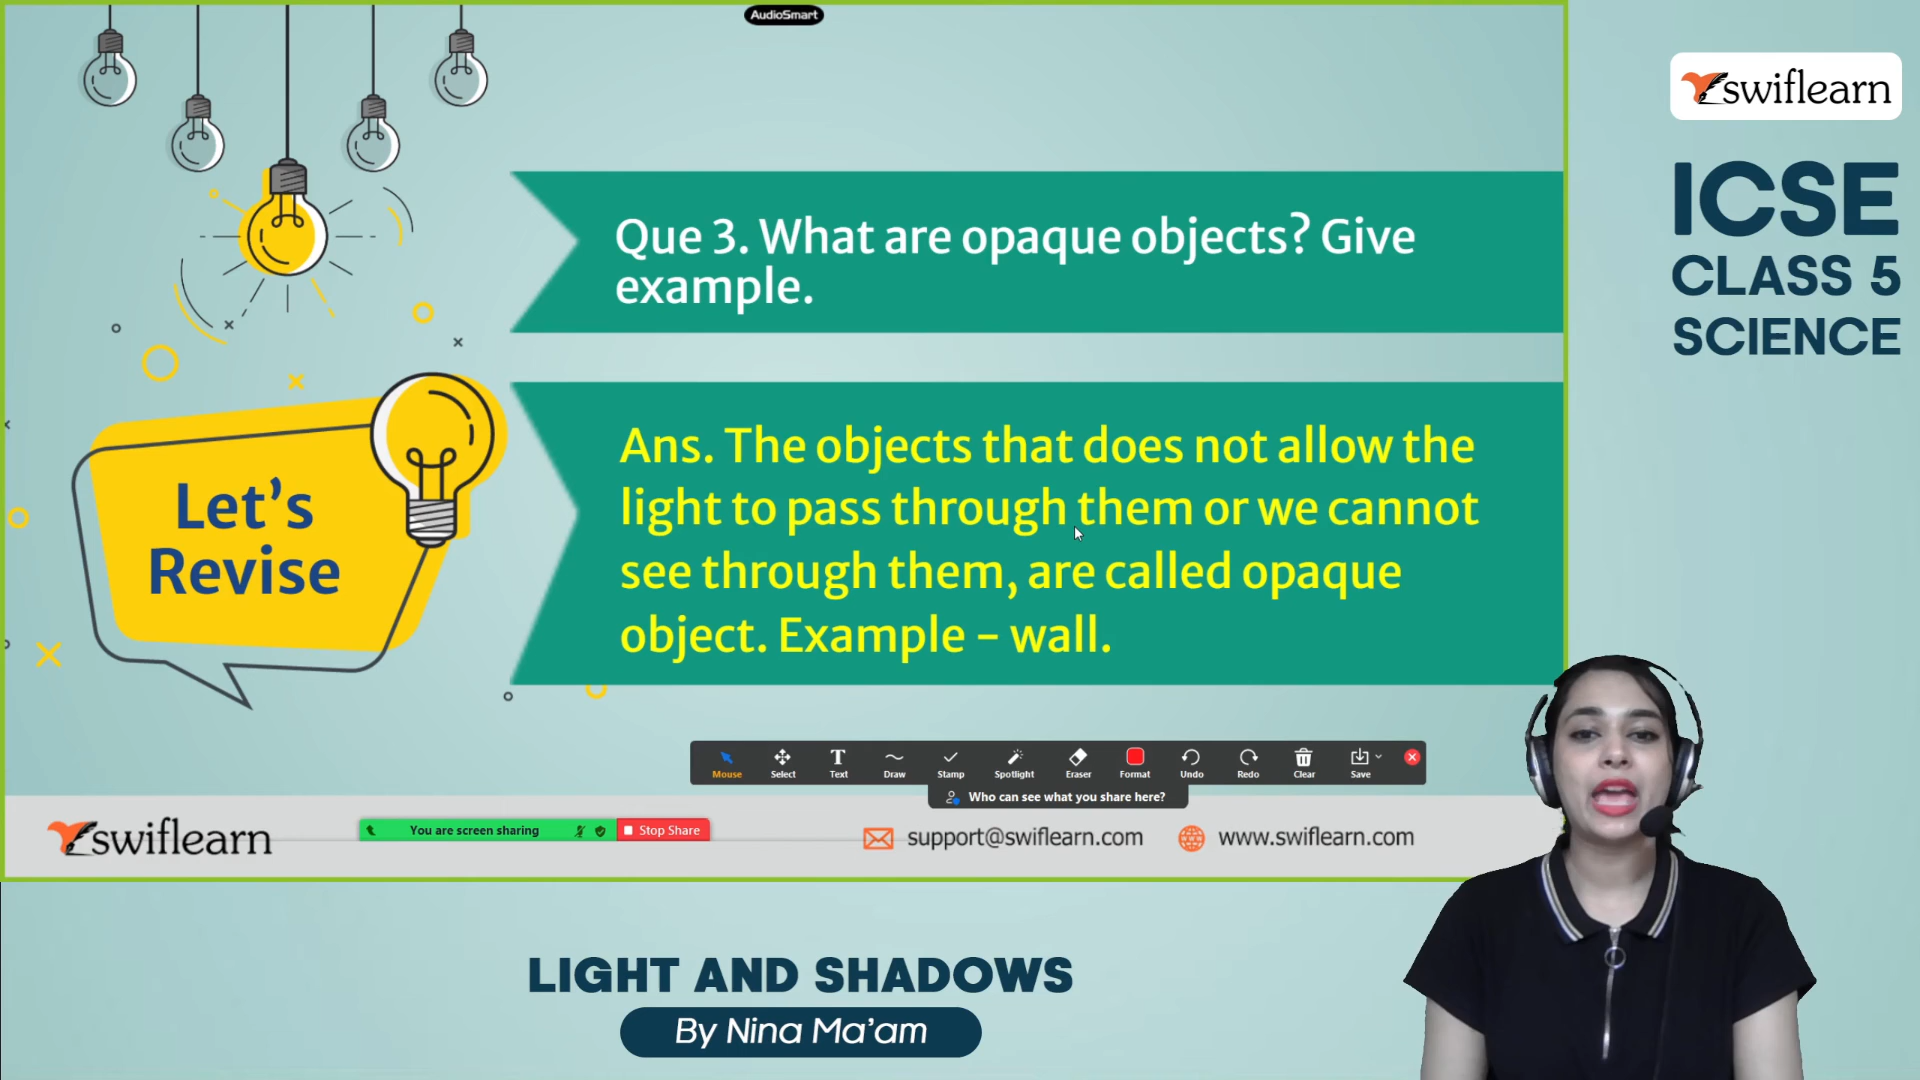 AudioSmart
swiflearn
ICSE
CLASS 5
SCIENCE
Que 3. What are opaque objects? Give
example.
Let's
Revise
Ans. The objects that does not allow the
light to pass through them or we cannot
see through them, are called opaque
object. Example – wall.
Mouse Select Text Draw Stamp Spotlight Eraser Format Undo Redo Clear Save
Who can see what you share here?
swiflearn
You are screen sharing
Stop Share
support@swiflearn.com
www.swiflearn.com
LIGHT AND SHADOWS
By Nina Ma'am